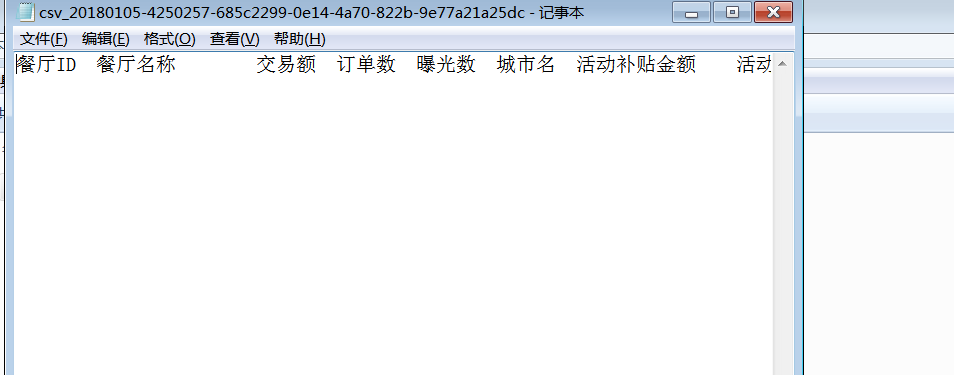 csv_20180105-4250257-685c2299-0e14-4a70-822b-9e77a21a25dc - 记事本
文件(F) 编辑(E) 格式(O) 查看(V) 帮助(H)
餐厅ID 餐厅名称 交易额 订单数 曝光数 城市名 活动补贴金额 活动